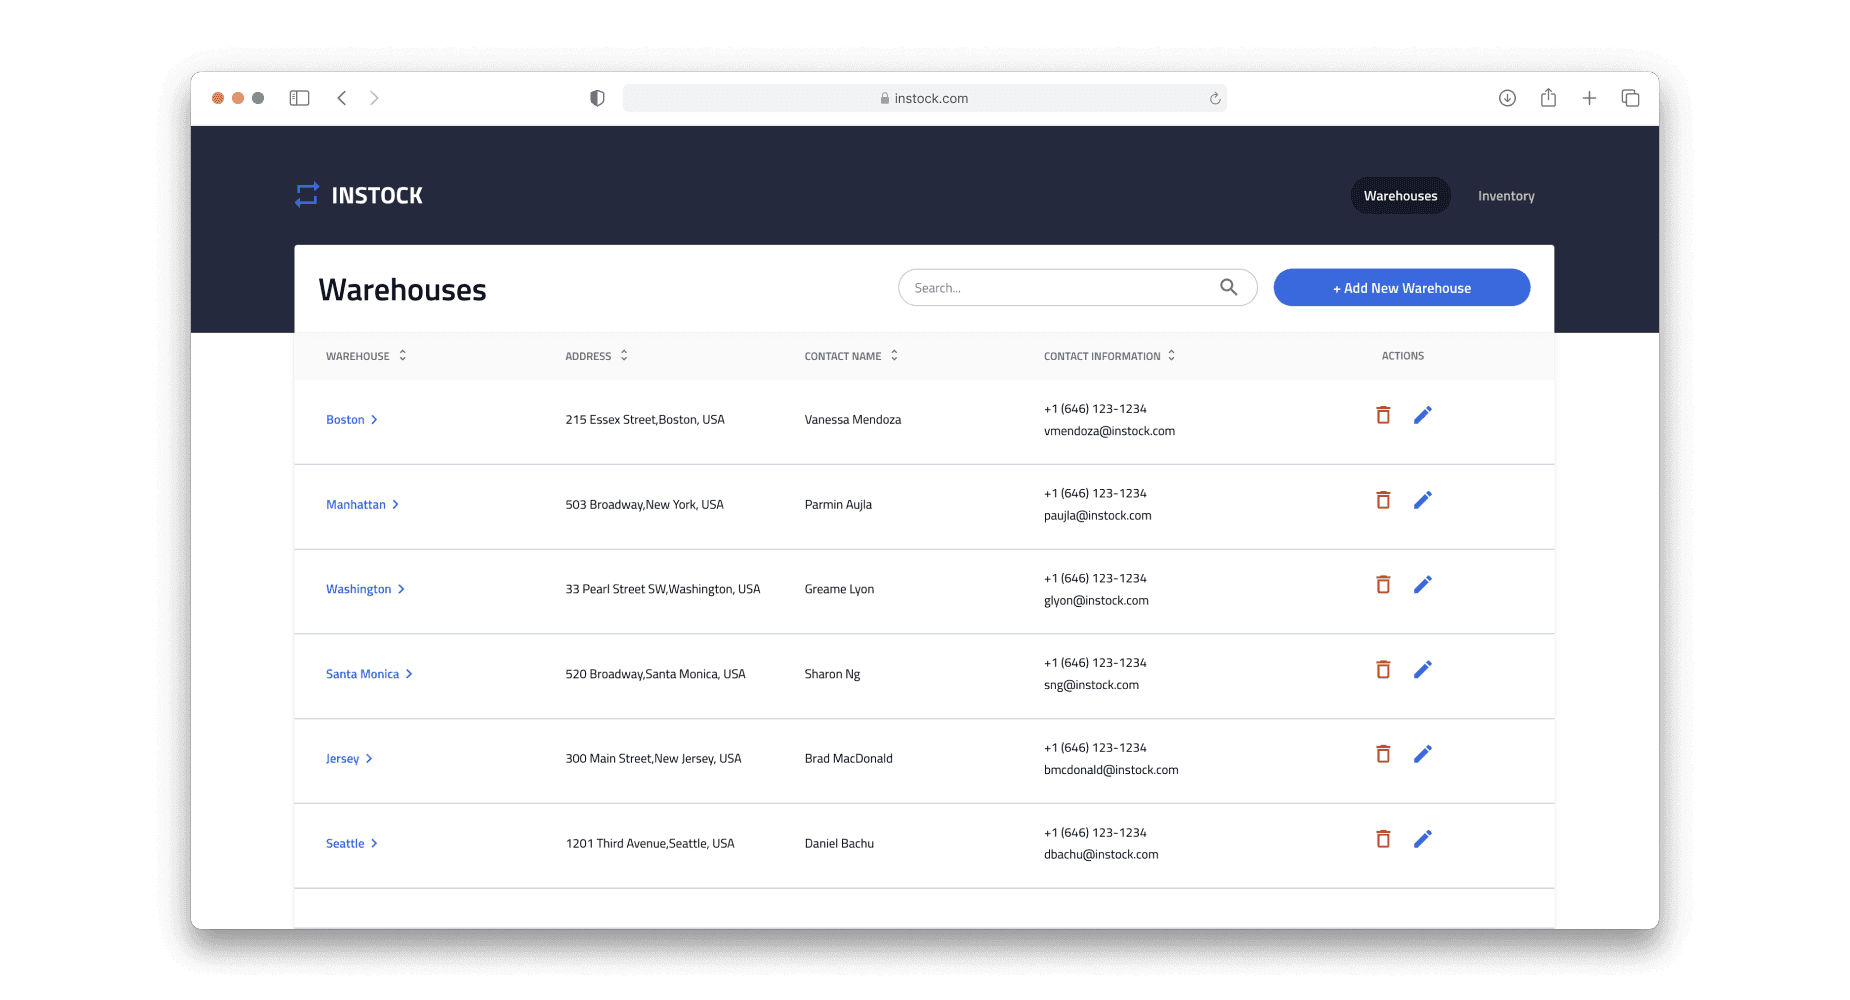 instock.com
INSTOCK
Warehouses
Inventory
Warehouses
Search...
+ Add New Warehouse
WAREHOUSE
ADDRESS
CONTACT NAME
CONTACT INFORMATION
ACTIONS
Boston
215 Essex Street,Boston, USA
Vanessa Mendoza
+1 (646) 123-1234
vmendoza@instock.com
Manhattan
503 Broadway,New York, USA
Parmin Aujla
+1 (646) 123-1234
paujla@instock.com
Washington
33 Pearl Street SW,Washington, USA
Greame Lyon
+1 (646) 123-1234
glyon@instock.com
Santa Monica
520 Broadway,Santa Monica, USA
Sharon Ng
+1 (646) 123-1234
sng@instock.com
Jersey
300 Main Street,New Jersey, USA
Brad MacDonald
+1 (646) 123-1234
bmcdonald@instock.com
Seattle
1201 Third Avenue,Seattle, USA
Daniel Bachu
+1 (646) 123-1234
dbachu@instock.com